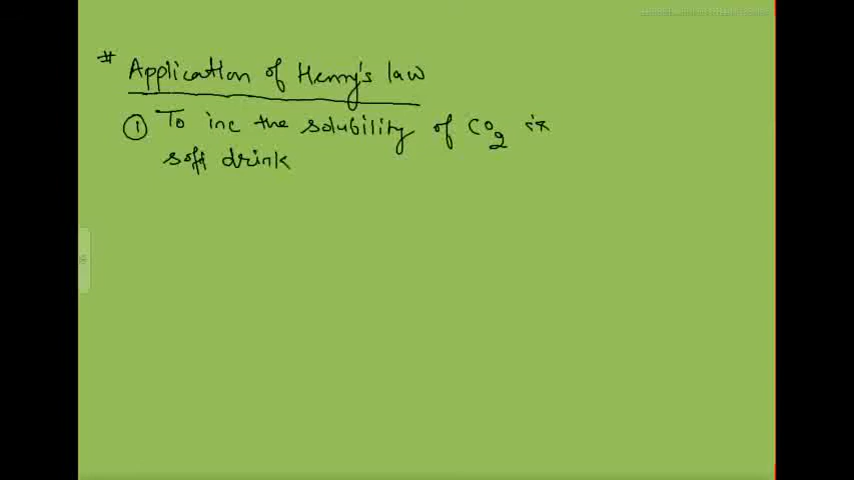 # Application of Henry's law
① To inc the solubility of CO2 in
soft drink